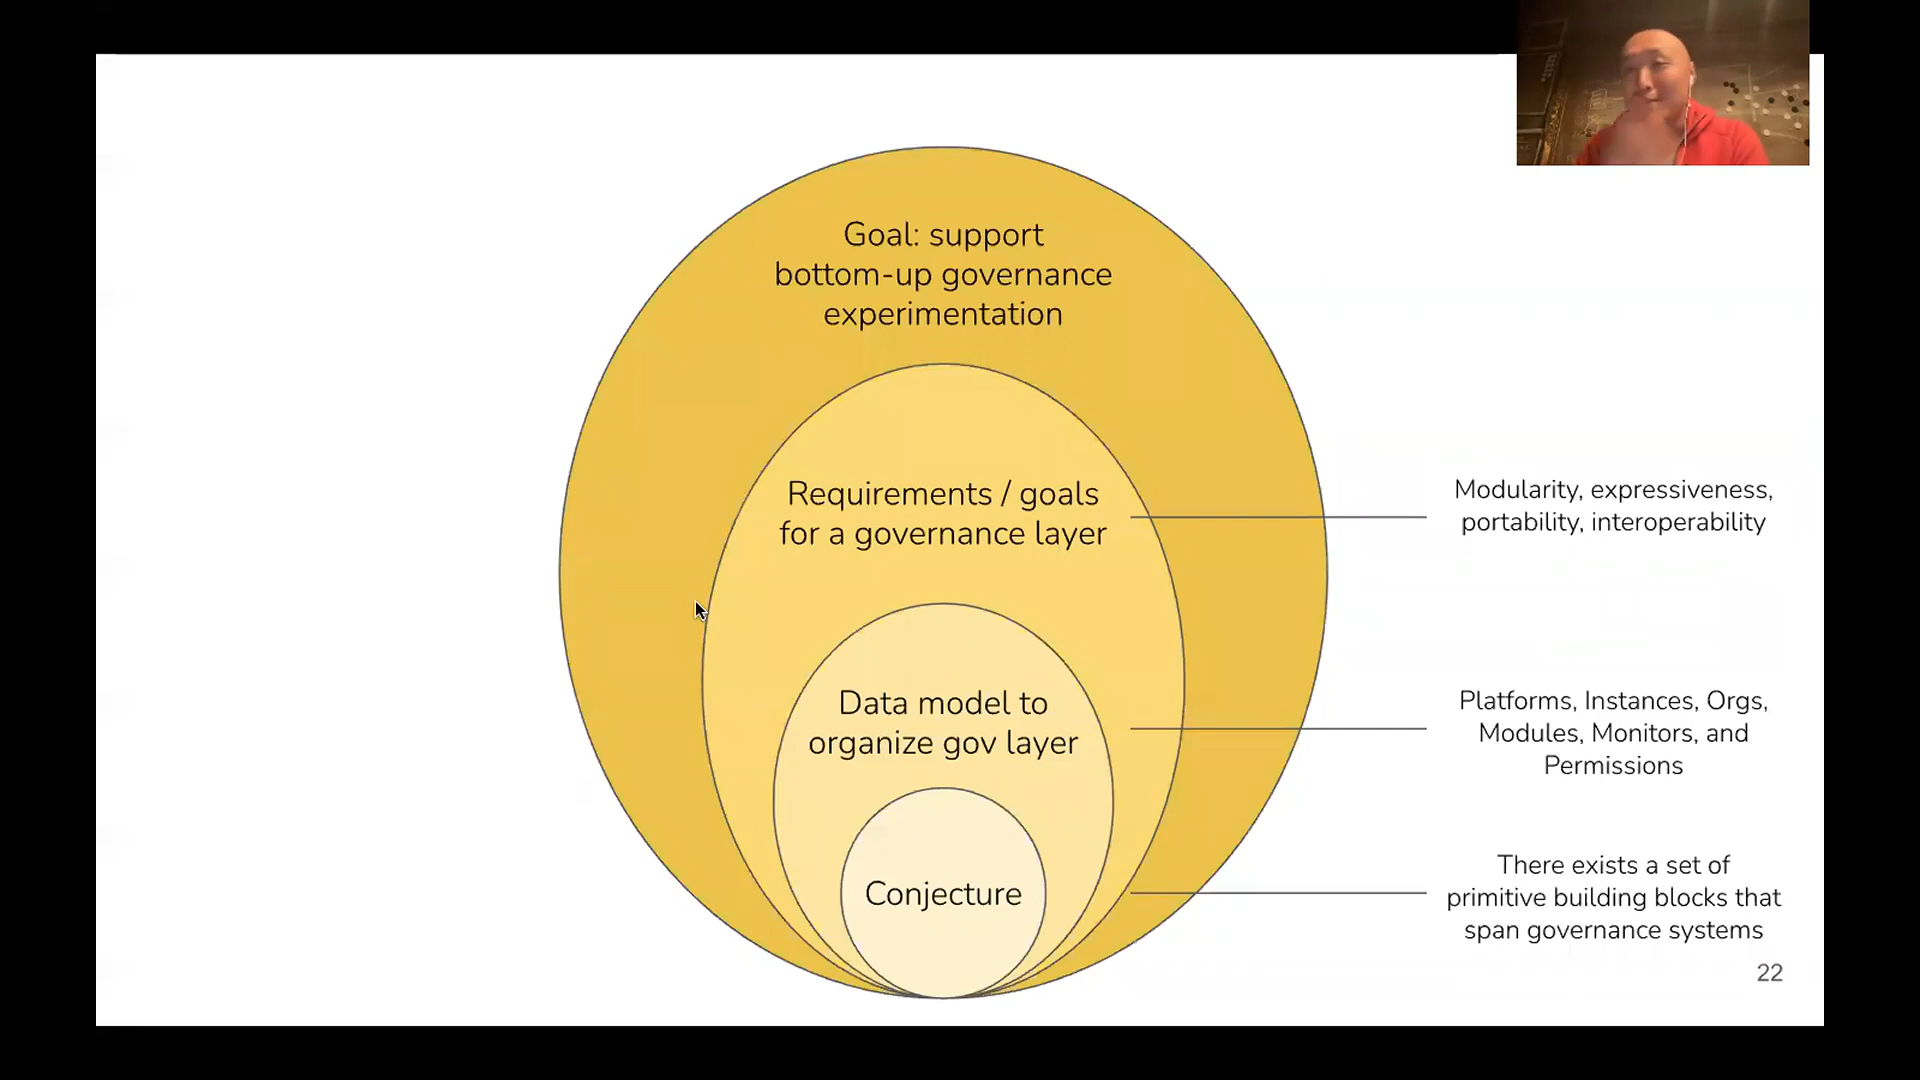 Goal: support
bottom-up governance
experimentation
Requirements / goals
for a governance layer
Modularity, expressiveness,
portability, interoperability
Data model to
organize gov layer
Platforms, Instances, Orgs,
Modules, Monitors, and
Permissions
Conjecture
There exists a set of
primitive building blocks that
span governance systems
22